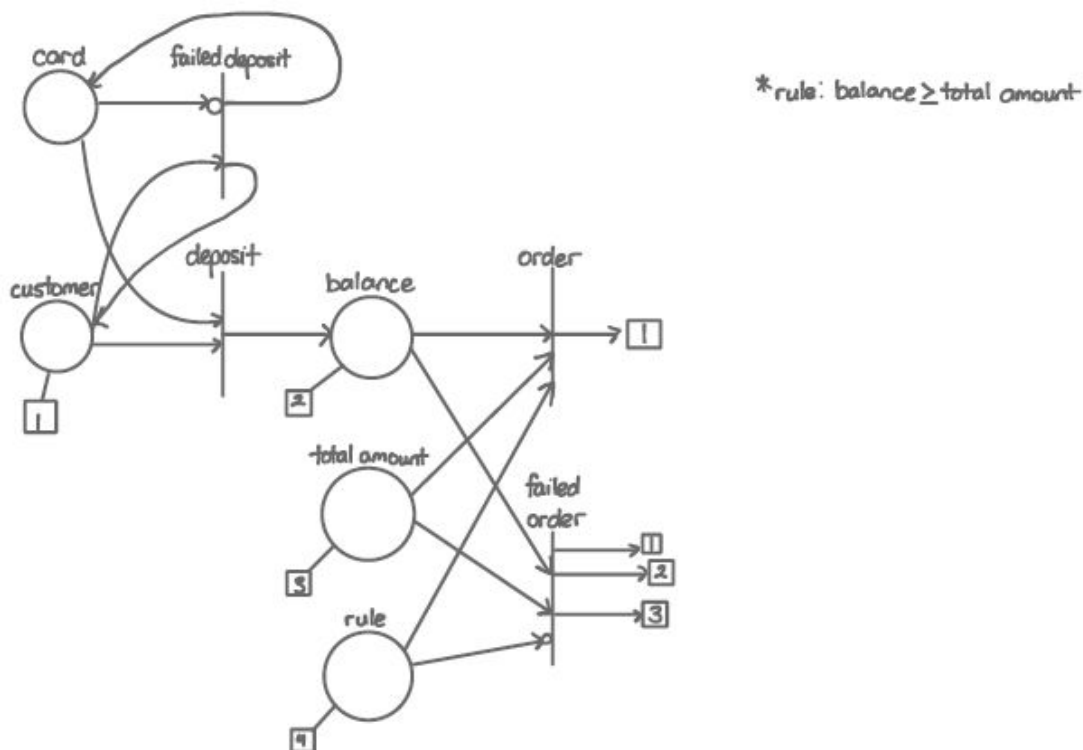 card
failed deposit
*rule: balance ≥ total amount
customer
deposit
balance
order
1
1
2
total amount
failed
order
1
2
3
3
rule
4